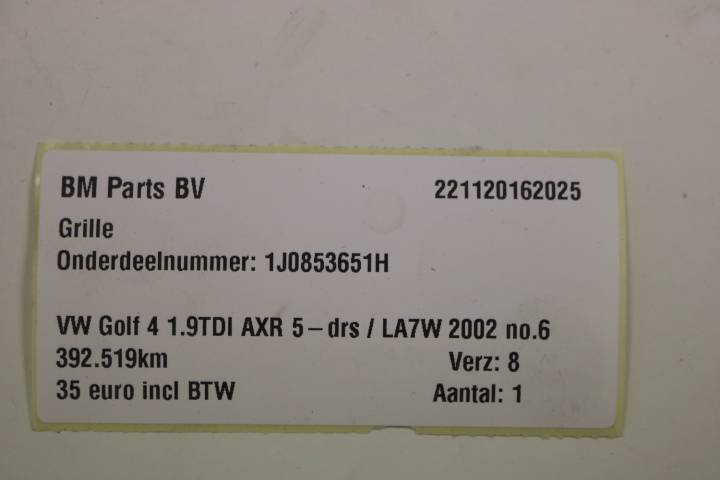 BM Parts BV 221120162025
Grille
Onderdeelnummer: 1J0853651H
VW Golf 4 1.9TDI AXR 5-drs / LA7W 2002 no.6
392.519km Verz: 8
35 euro incl BTW Aantal: 1